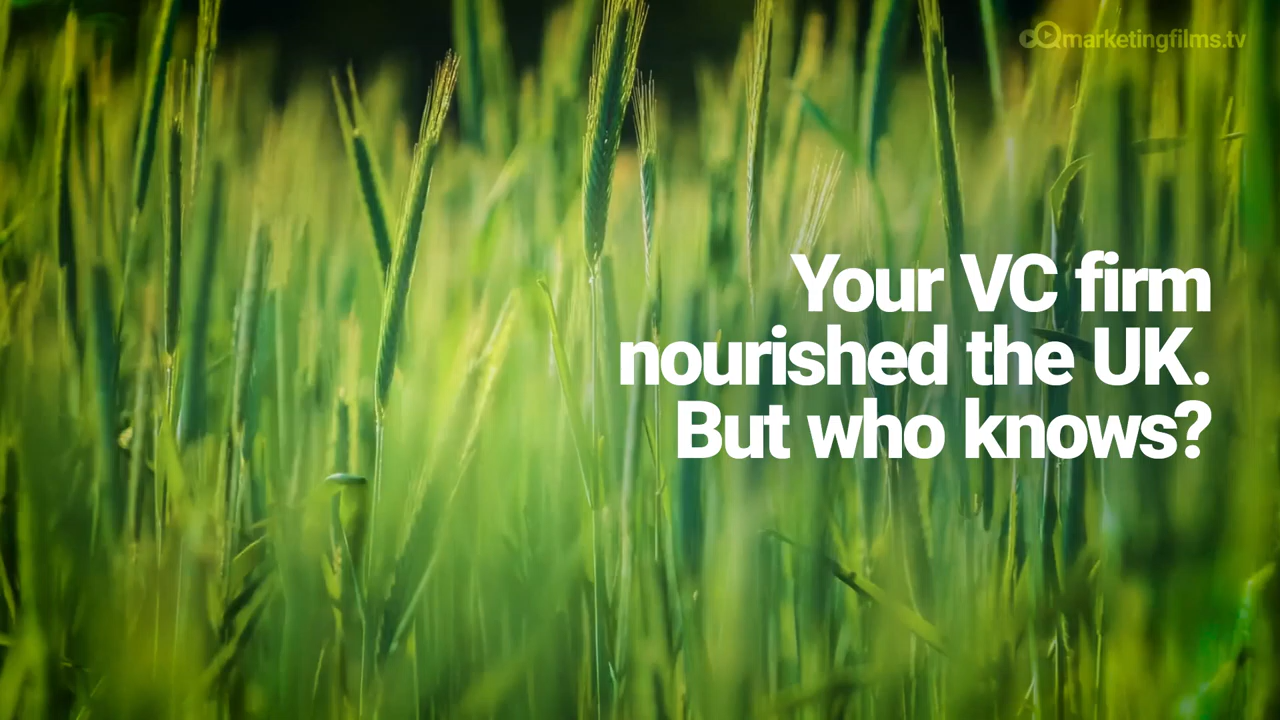 marketingfilms.tv
Your VC firm
nourished the UK.
But who knows?